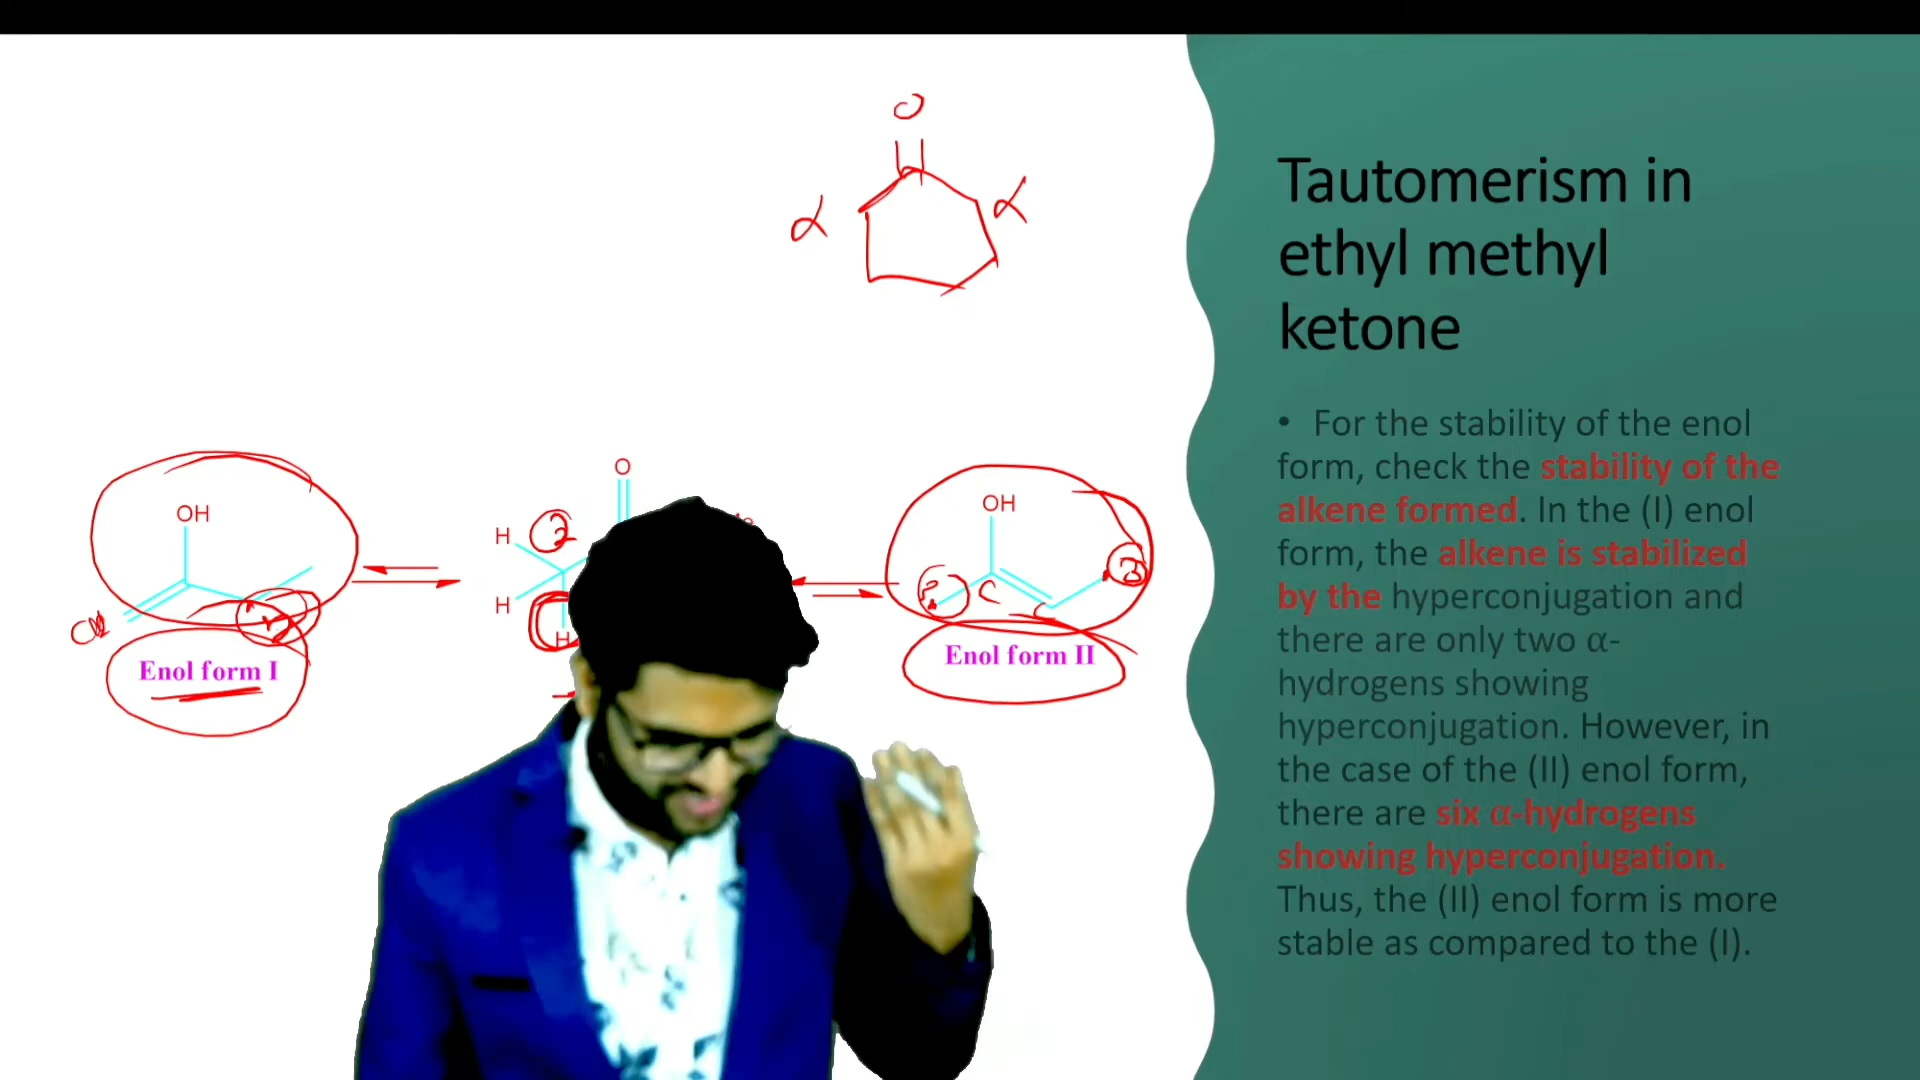 O
α
α
Tautomerism in
ethyl methyl
ketone
• For the stability of the enol
form, check the stability of the
alkene formed. In the (I) enol
form, the alkene is stabilized
by the hyperconjugation and
there are only two α-
hydrogens showing
hyperconjugation. However, in
the case of the (II) enol form,
there are six α-hydrogens
showing hyperconjugation.
Thus, the (II) enol form is more
stable as compared to the (I).
OH
Enol form I
O
H
2
H
H
OH
C
C
3
Enol form II